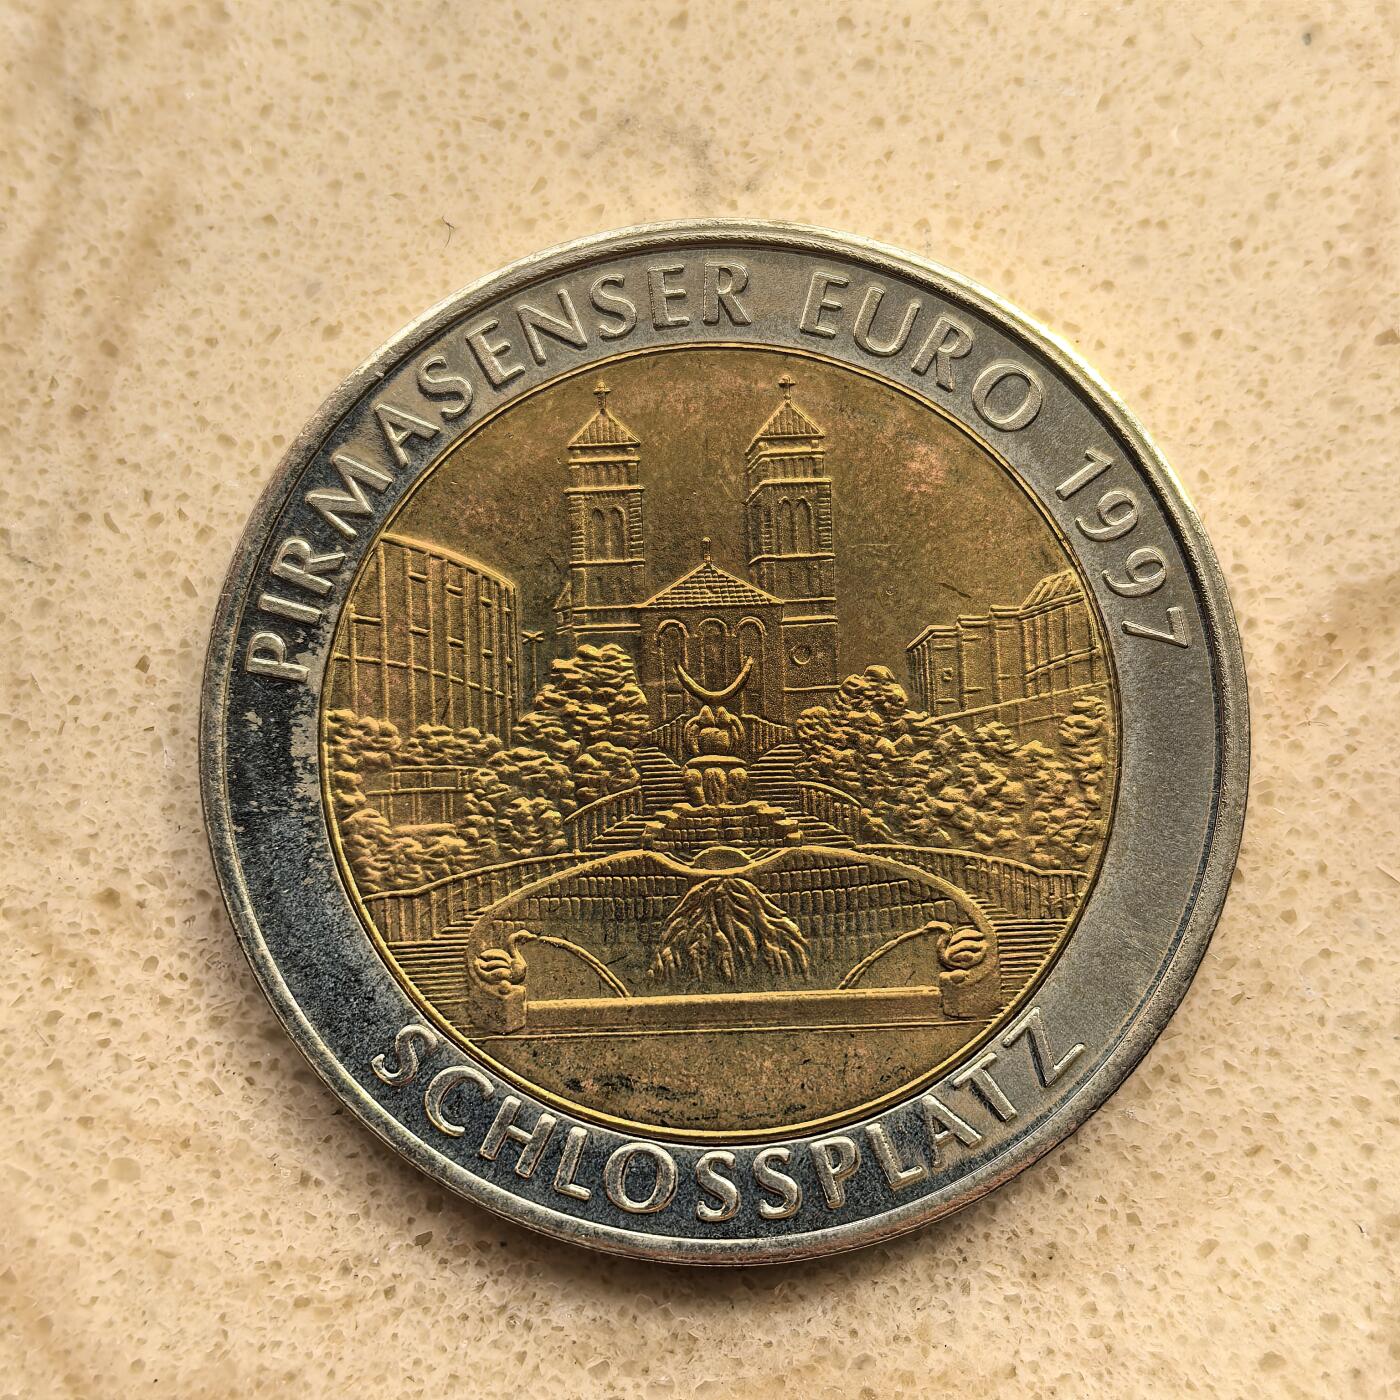 PIRMASENSER EURO 1997
SCHLOSSPLATZ